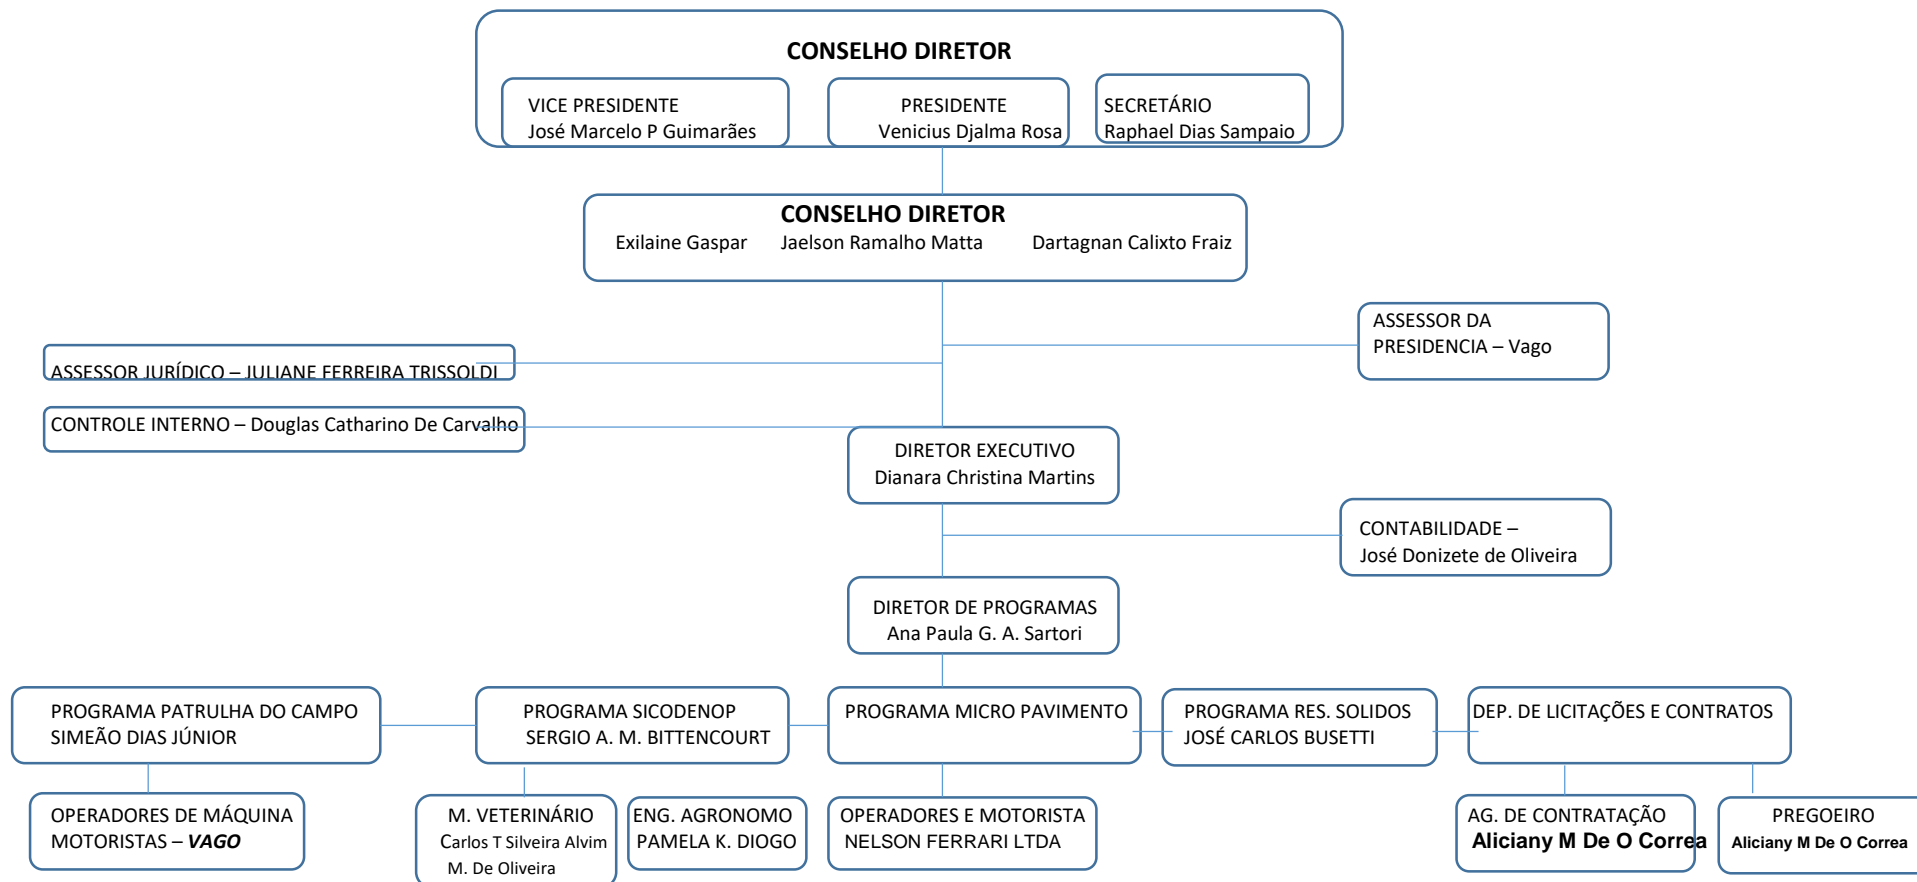 CONSELHO DIRETOR
VICE PRESIDENTE
José Marcelo P Guimarães
PRESIDENTE
Venicius Djalma Rosa
SECRETÁRIO
Raphael Dias Sampaio
CONSELHO DIRETOR
Exilaine Gaspar Jaelson Ramalho Matta Dartagnan Calixto Fraiz
ASSESSOR DA
PRESIDENCIA – Vago
ASSESSOR JURÍDICO – JULIANE FERREIRA TRISSOLDI
CONTROLE INTERNO – Douglas Catharino De Carvalho
DIRETOR EXECUTIVO
Dianara Christina Martins
CONTABILIDADE –
José Donizete de Oliveira
DIRETOR DE PROGRAMAS
Ana Paula G. A. Sartori
PROGRAMA PATRULHA DO CAMPO
SIMEÃO DIAS JÚNIOR
PROGRAMA SICODENOP
SERGIO A. M. BITTENCOURT
PROGRAMA MICRO PAVIMENTO
PROGRAMA RES. SOLIDOS
JOSÉ CARLOS BUSETTI
DEP. DE LICITAÇÕES E CONTRATOS
OPERADORES DE MÁQUINA
MOTORISTAS – VAGO
M. VETERINÁRIO
Carlos T Silveira Alvim
M. De Oliveira
ENG. AGRONOMO
PAMELA K. DIOGO
OPERADORES E MOTORISTA
NELSON FERRARI LTDA
AG. DE CONTRATAÇÃO
Aliciany M De O Correa
PREGOEIRO
Aliciany M De O Correa